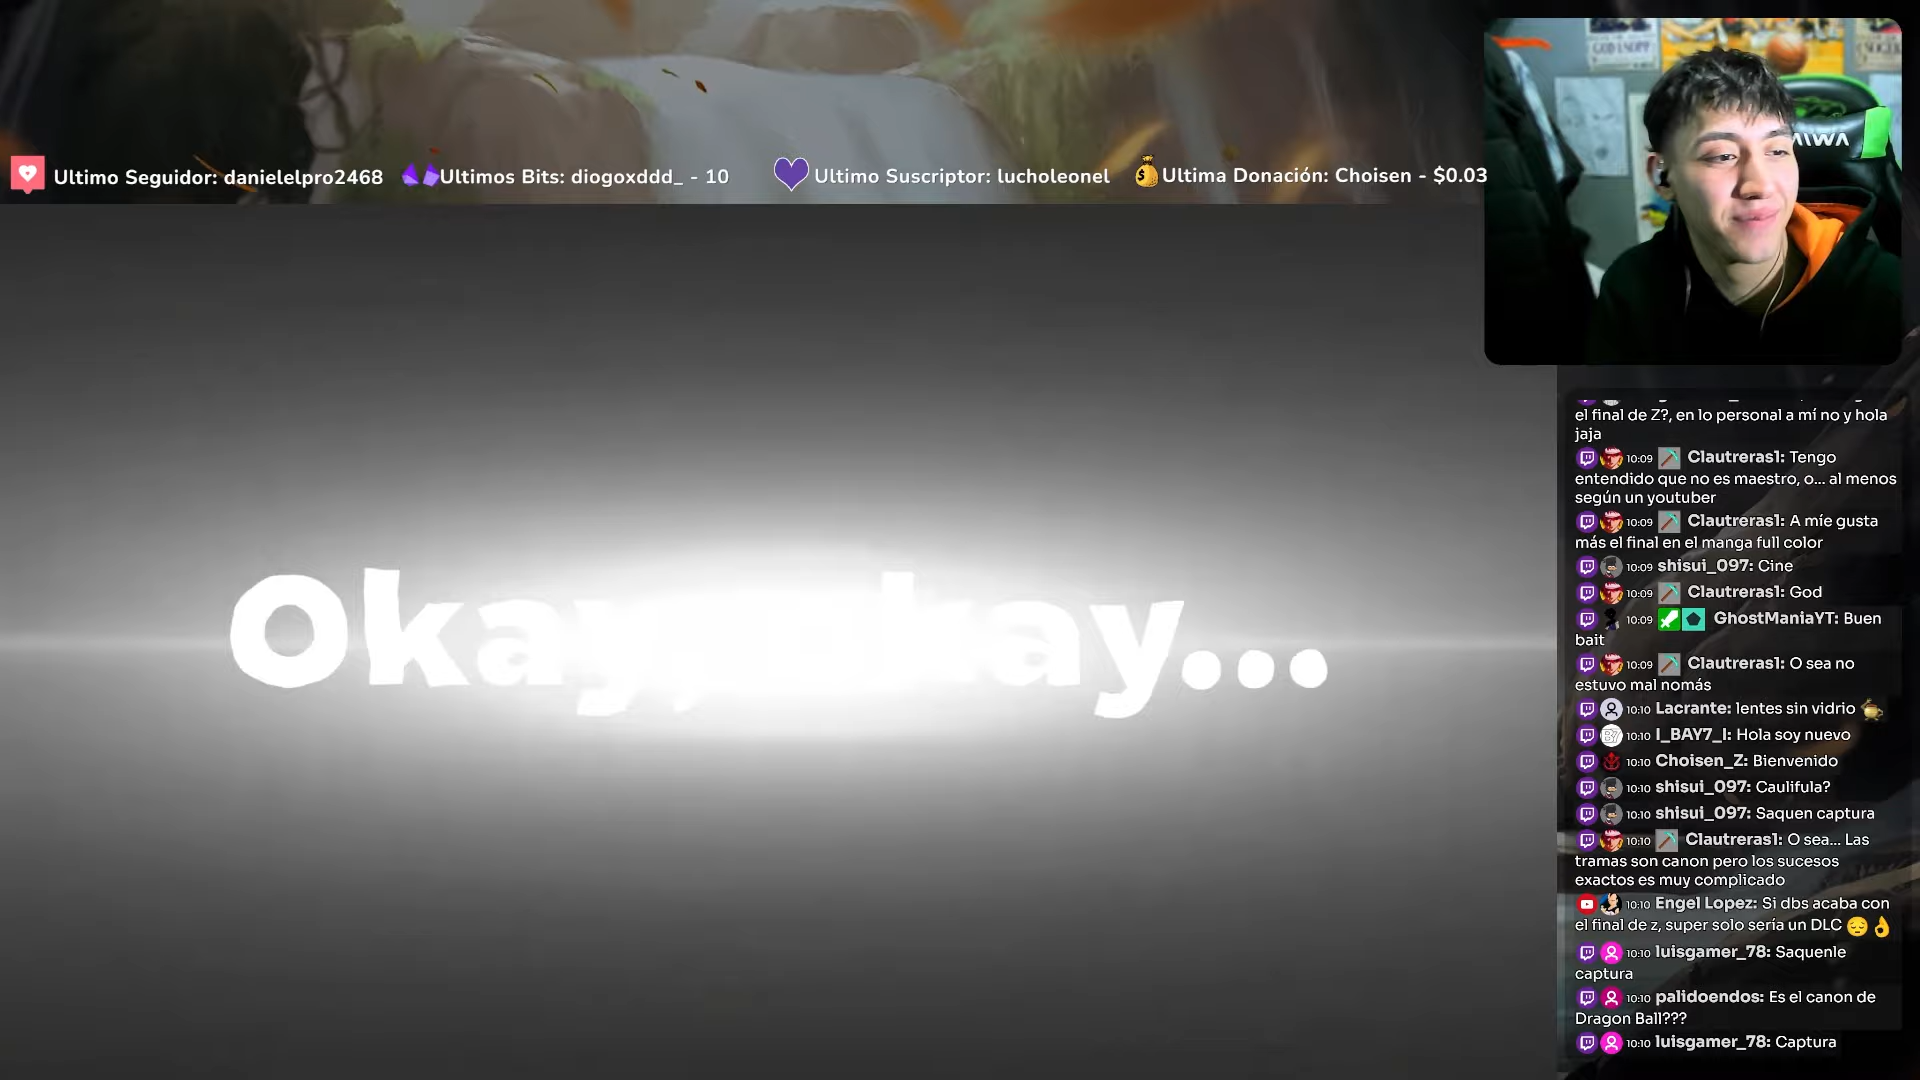 Ultimo Seguidor: danielelpro2468 Ultimos Bits: diogoxddd_ - 10 Ultimo Suscriptor: lucholeonel Ultima Donación: Choisen - $0.03
Okay, okay...
el final de Z?, en lo personal a mí no y hola
jaja
10:09 Clautreras1: Tengo
entendido que no es maestro, o... al menos
según un youtuber
10:09 Clautreras1: A míe gusta
más el final en el manga full color
10:09 shisui_097: Cine
10:09 Clautreras1: God
10:09 GhostManiaYT: Buen
bait
10:09 Clautreras1: O sea no
estuvo mal nomás
10:10 Lacrante: lentes sin vidrio
10:10 I_BAY7_I: Hola soy nuevo
10:10 Choisen_Z: Bienvenido
10:10 shisui_097: Caulifula?
10:10 shisui_097: Saquen captura
10:10 Clautreras1: O sea... Las
tramas son canon pero los sucesos
exactos es muy complicado
10:10 Engel Lopez: Si dbs acaba con
el final de z, super solo sería un DLC 😔👌
10:10 luisgamer_78: Saquenle
captura
10:10 palidoendos: Es el canon de
Dragon Ball???
10:10 luisgamer_78: Captura